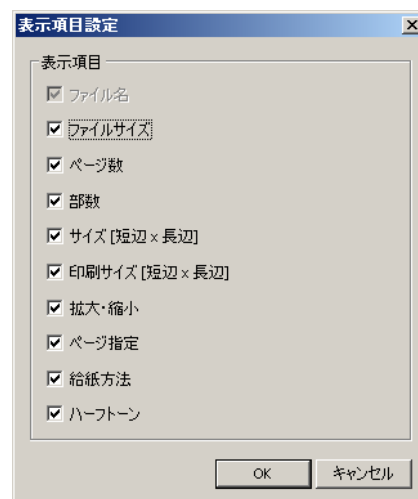 表示項目設定
表示項目
ファイル名
ファイルサイズ
ページ数
部数
サイズ [短辺 x 長辺]
印刷サイズ [短辺 x 長辺]
拡大・縮小
ページ指定
給紙方法
ハーフトーン
OK キャンセル